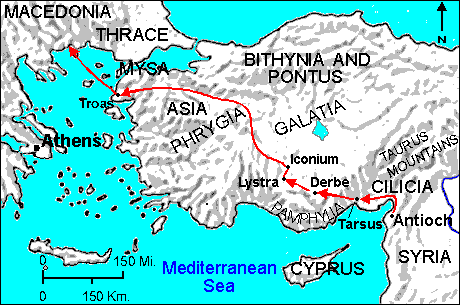 MACEDONIA
THRACE
N
MYSA
BITHYNIA AND
PONTUS
Troas
ASIA
PHRYGIA
GALATIA
Athens
TAURUS
MOUNTAINS
Iconium
Lystra
Derbe
CILICIA
PAMPHYLIA
Tarsus
Antioch
SYRIA
CYPRUS
Mediterranean
Sea
0
150 Mi.
0
150 Km.